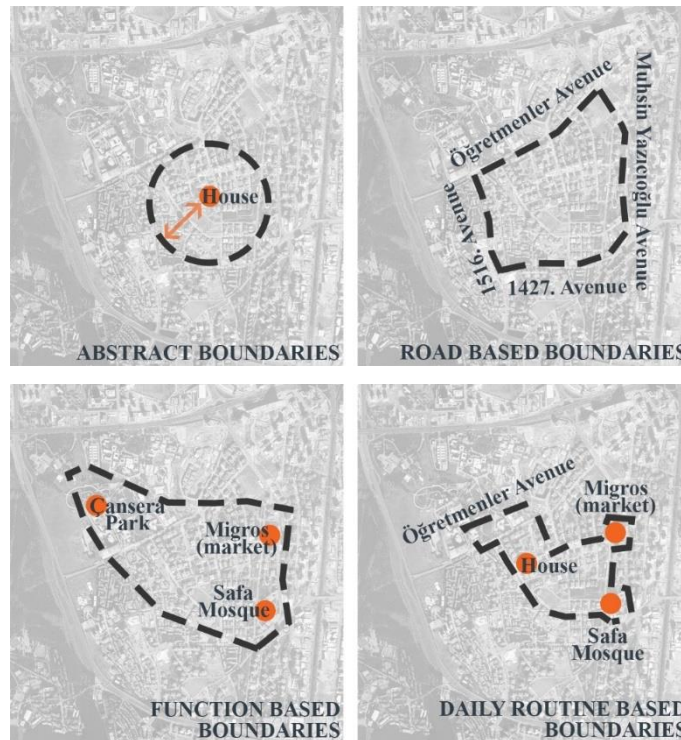 House
ABSTRACT BOUNDARIES
Öğretmenler Avenue
Muhsin Yazıcıoğlu Avenue
1516. Avenue
1427. Avenue
ROAD BASED BOUNDARIES
Cansera
Park
Migros
(market)
Safa
Mosque
FUNCTION BASED
BOUNDARIES
Öğretmenler Avenue
Migros
(market)
House
Safa
Mosque
DAILY ROUTINE BASED
BOUNDARIES